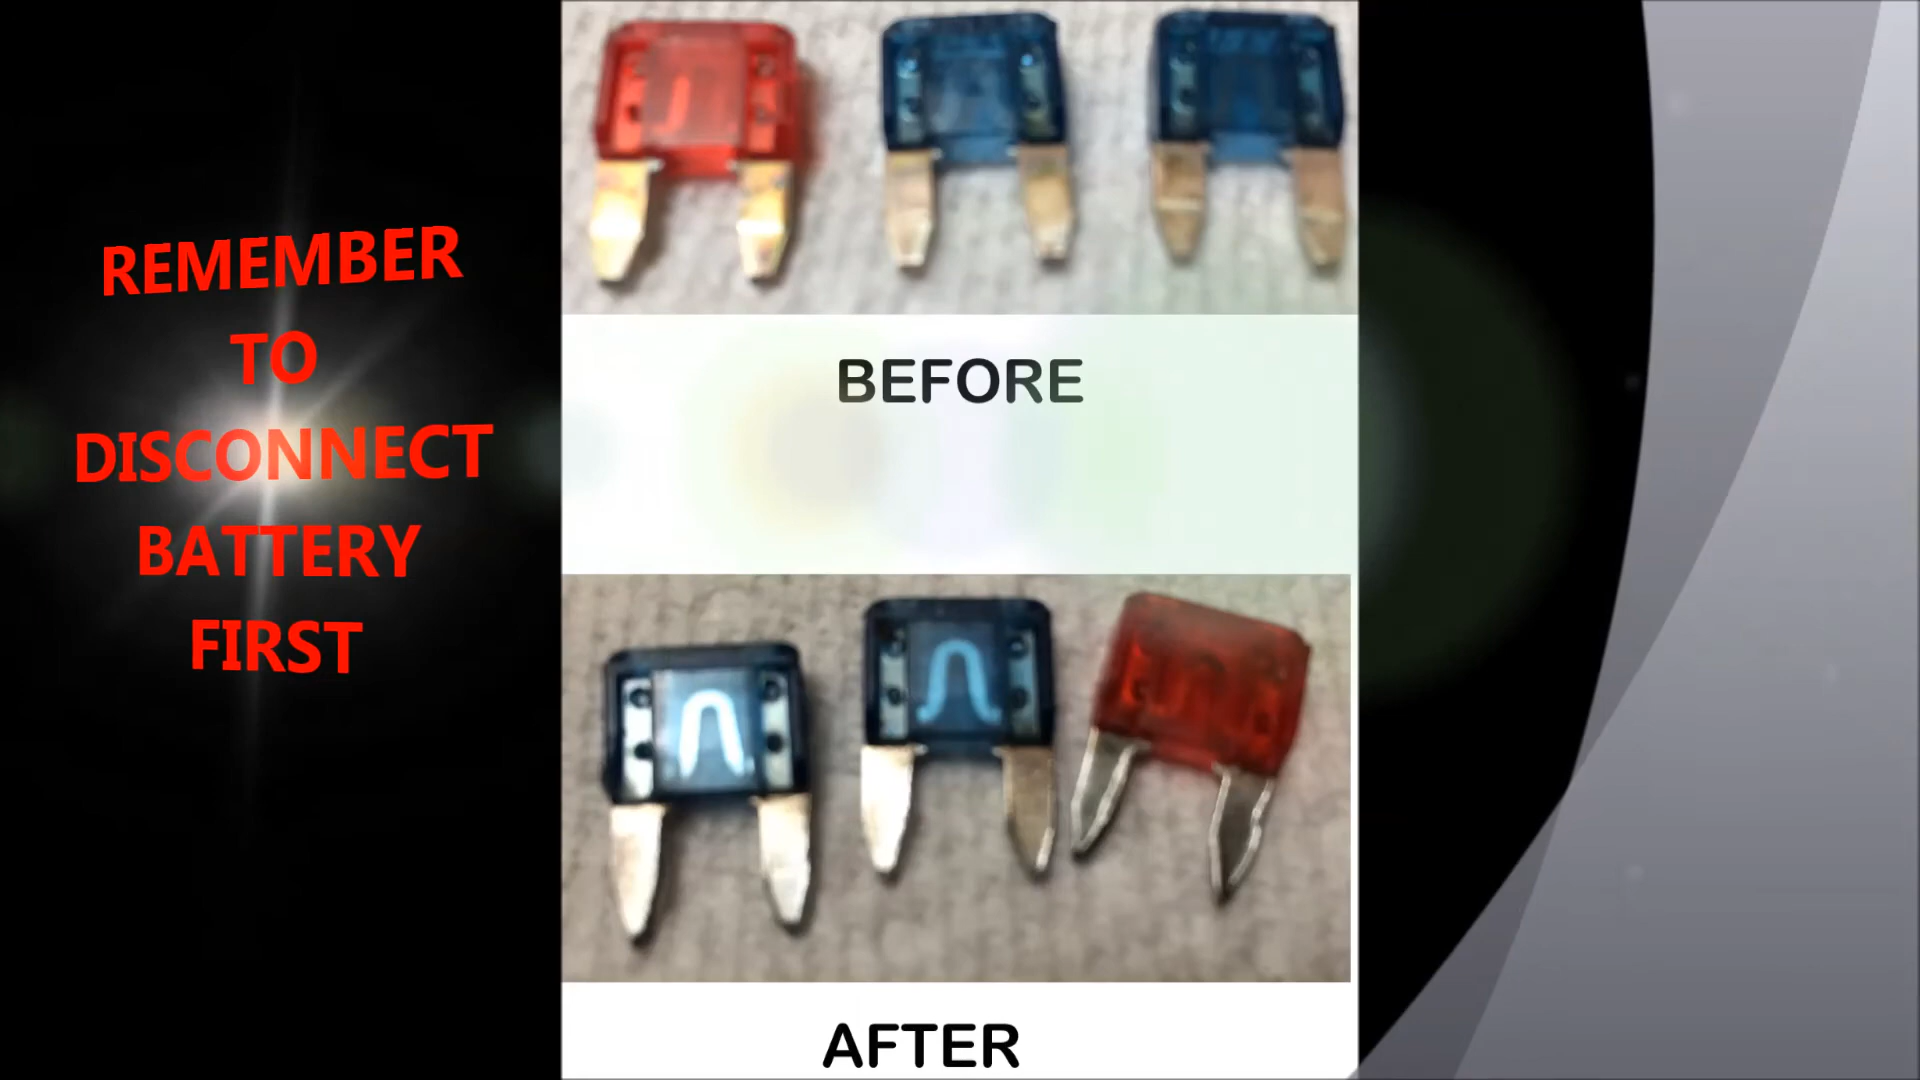 REMEMBER
TO
DISCONNECT
BATTERY
FIRST
BEFORE
AFTER